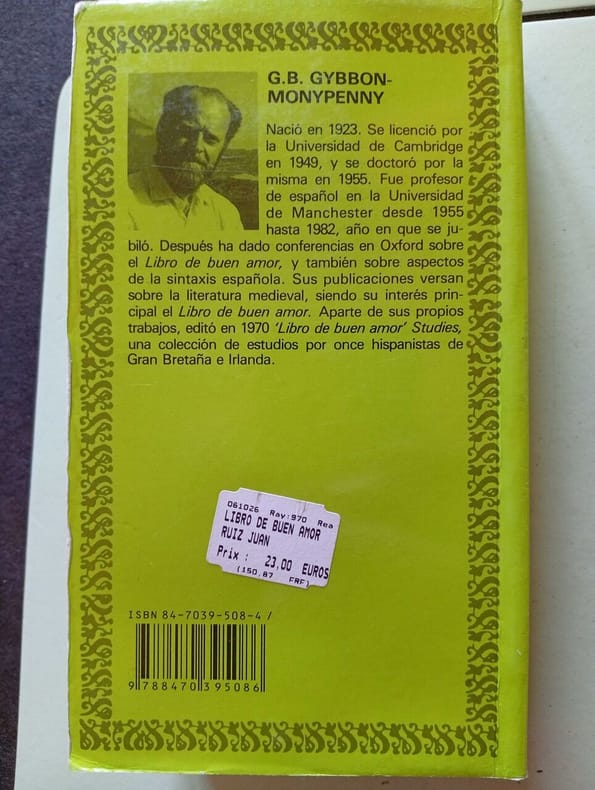 G.B. GYBBON-
MONYPENNY
Nació en 1923. Se licenció por
la Universidad de Cambridge
en 1949, y se doctoró por la
misma en 1955. Fue profesor
de español en la Universidad
de Manchester desde 1955
hasta 1982, año en que se ju-
biló. Después ha dado conferencias en Oxford sobre
el Libro de buen amor, y también sobre aspectos
de la sintaxis española. Sus publicaciones versan
sobre la literatura medieval, siendo su interés prin-
cipal el Libro de buen amor. Aparte de sus propios
trabajos, editó en 1970 ‘Libro de buen amor’ Studies,
una colección de estudios por once hispanistas de
Gran Bretaña e Irlanda.
061026 Ray:970 Rea
LIBRO DE BUEN AMOR
RUIZ JUAN
Prix : 23,00 EUROS
(150,87 FRF)
ISBN 84-7039-508-4 /
9 788470 395086